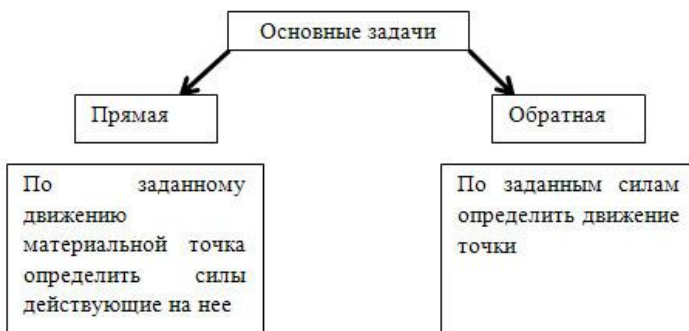 Основные задачи
Прямая
Обратная
По заданному
движению
материальной точка
определить силы
действующие на нее
По заданным силам
определить движение
точки